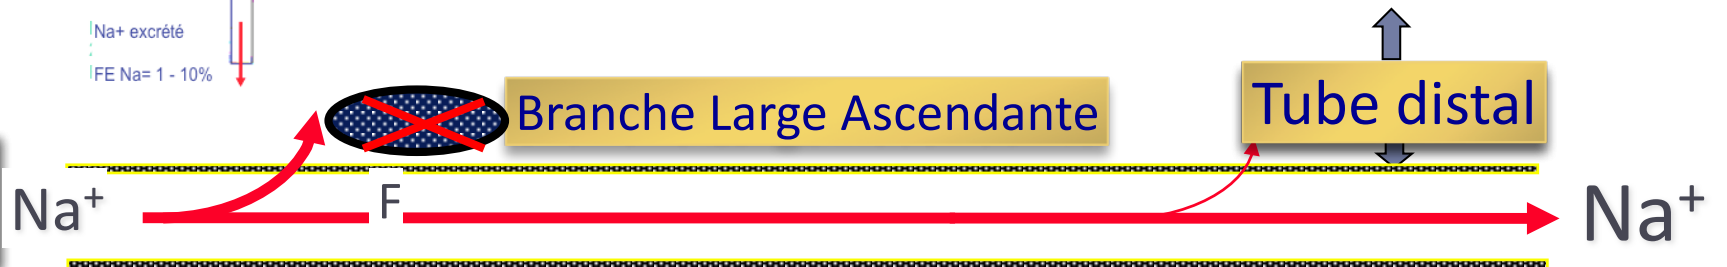 Na+ excrété
FE Na= 1 - 10%
Branche Large Ascendante
Tube distal
Na⁺
F
Na⁺